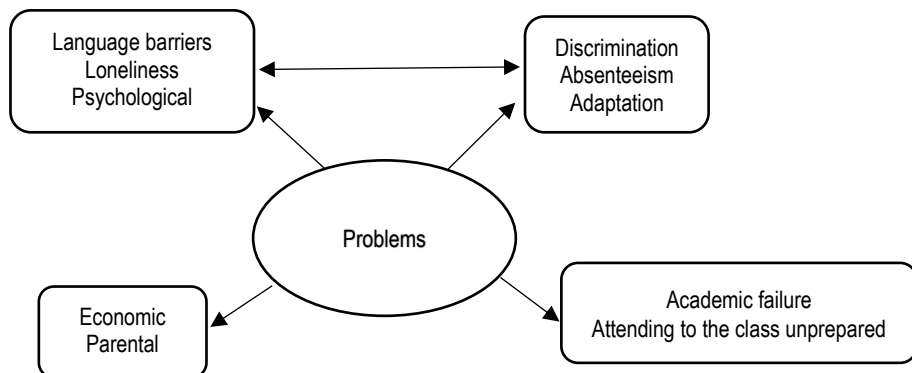 Language barriers
Loneliness
Psychological
Discrimination
Absenteeism
Adaptation
Problems
Economic
Parental
Academic failure
Attending to the class unprepared